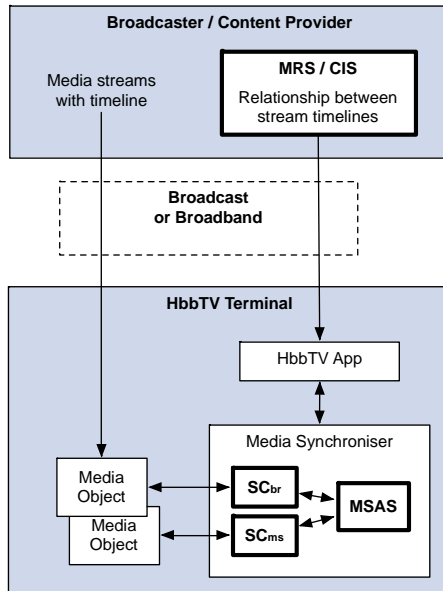 Broadcaster / Content Provider
Media streams
with timeline
MRS / CIS
Relationship between
stream timelines
Broadcast
or Broadband
HbbTV Terminal
HbbTV App
Media Synchroniser
Media
Object
Media
Object
SCbr
SCms
MSAS